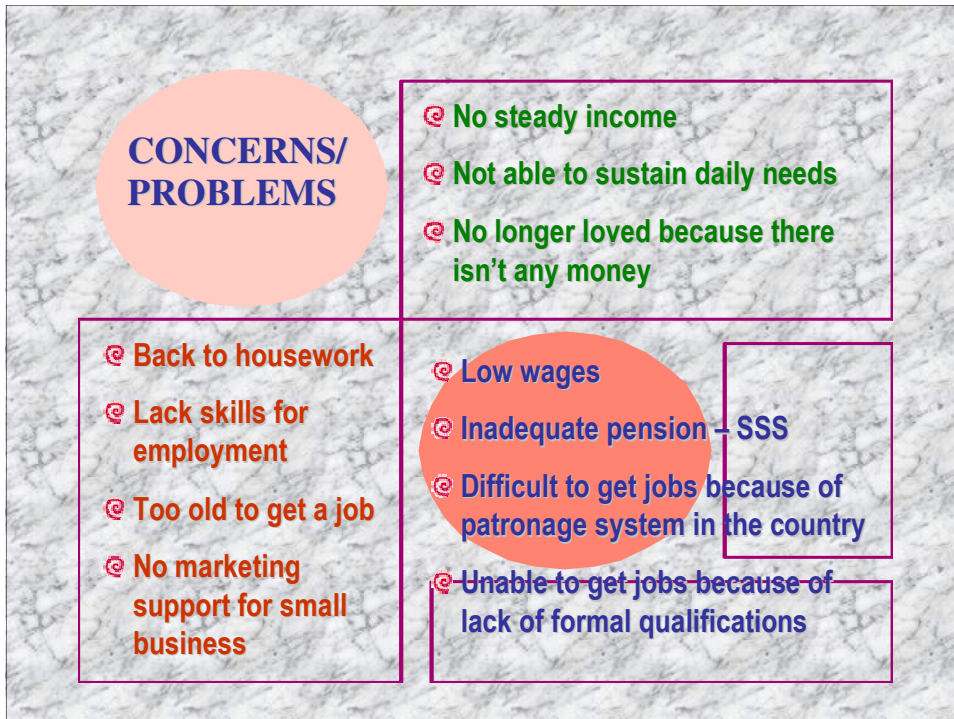 CONCERNS/
PROBLEMS
No steady income
Not able to sustain daily needs
No longer loved because there
isn't any money
Back to housework
Lack skills for
employment
Too old to get a job
No marketing
support for small
business
Low wages
Inadequate pension – SSS
Difficult to get jobs because of
patronage system in the country
Unable to get jobs because of
lack of formal qualifications